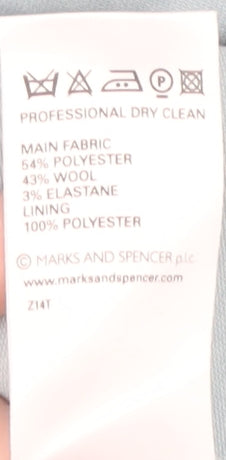 P
PROFESSIONAL DRY CLEAN
MAIN FABRIC
54% POLYESTER
43% WOOL
3% ELASTANE
LINING
100% POLYESTER
© MARKS AND SPENCER p.l.c.
www.marksandspencer.com
Z14T